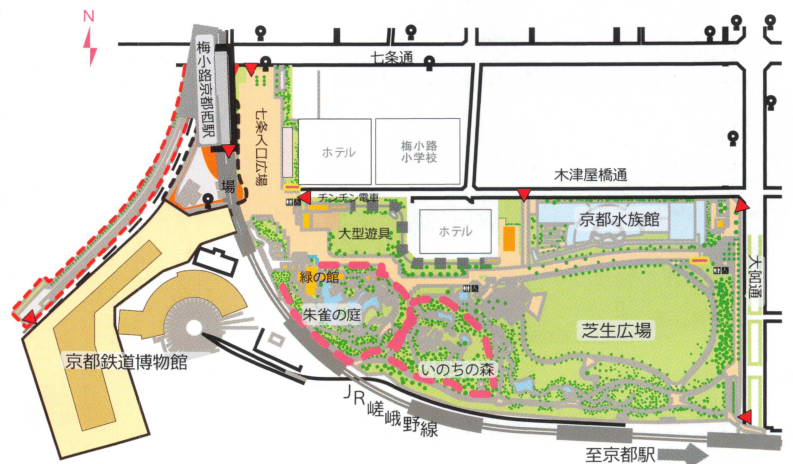 N
七条通
梅小路京都西駅
七条入口広場
ホテル
梅小路
小学校
木津屋橋通
場
チンチン電車
大型遊具
ホテル
京都水族館
大宮通
緑の館
朱雀の庭
芝生広場
いのちの森
京都鉄道博物館
JR嵯峨野線
至京都駅